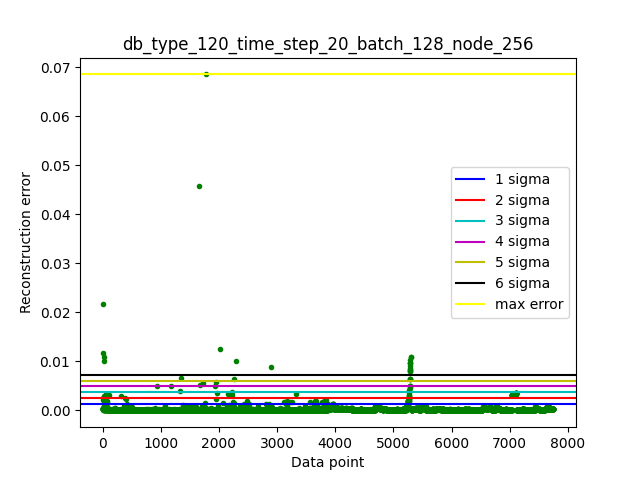 db_type_120_time_step_20_batch_128_node_256
0.07
0.06
0.05
0.04
0.03
0.02
0.01
0.00
Reconstruction error
1 sigma
2 sigma
3 sigma
4 sigma
5 sigma
6 sigma
max error
0 1000 2000 3000 4000 5000 6000 7000 8000
Data point